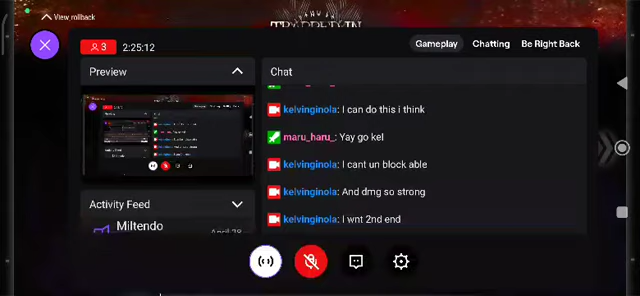 View rollback
3
2:25:12
Gameplay
Chatting
Be Right Back
Preview
Chat
kelvinginola: I can do this i think
maru_haru_: Yay go kel
kelvinginola: I cant un block able
kelvinginola: And dmg so strong
Activity Feed
kelvinginola: I wnt 2nd end
Miltendo
April 28